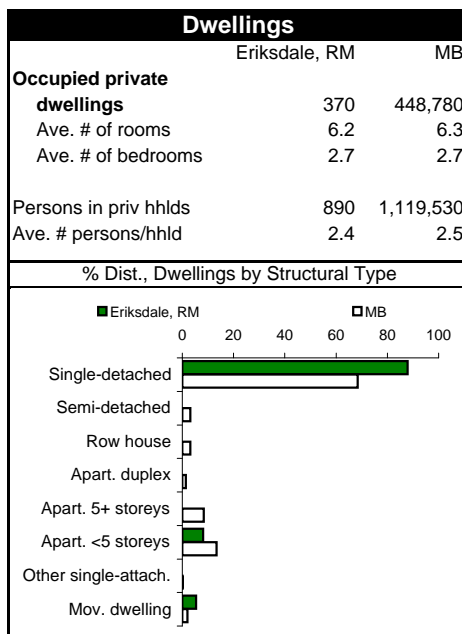 Dwellings
Eriksdale, RM MB
Occupied private
dwellings 370 448,780
Ave. # of rooms 6.2 6.3
Ave. # of bedrooms 2.7 2.7
Persons in priv hhlds 890 1,119,530
Ave. # persons/hhld 2.4 2.5
% Dist., Dwellings by Structural Type
Eriksdale, RM MB
0 20 40 60 80 100
Single-detached
Semi-detached
Row house
Apart. duplex
Apart. 5+ storeys
Apart. <5 storeys
Other single-attach.
Mov. dwelling